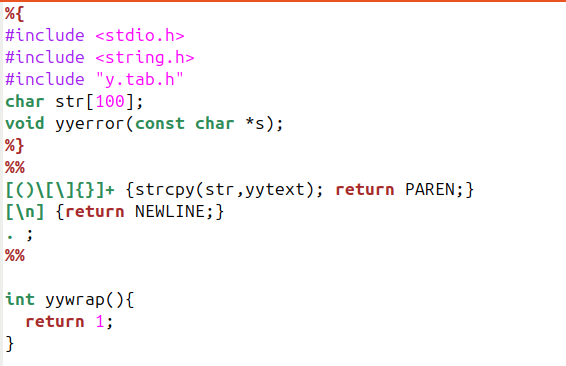 %{
#include <stdio.h>
#include <string.h>
#include "y.tab.h"
char str[100];
void yyerror(const char *s);
%}
%%
[()\[\]{}]+ {strcpy(str,yytext); return PAREN;}
[\n] {return NEWLINE;}
. ;
%%
int yywrap(){
  return 1;
}